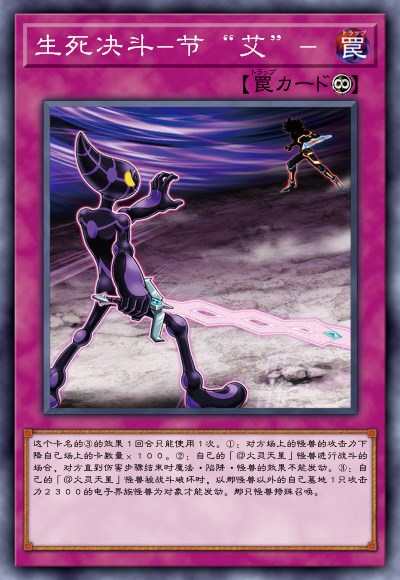 生死决斗-节“艾”-
トラップ
罠
トラップ
【罠カード】
这个卡名的③的效果1回合只能使用1次。①：对方场上的怪兽的攻击力下
降自己场上的卡数量×100。②：自己的「@火灵天星」怪兽进行战斗的
场合，对方直到伤害步骤结束时魔法·陷阱·怪兽的效果不能发动。③：自
己的「@火灵天星」怪兽被战斗破坏时，以那怪兽以外的自己墓地1只攻击
力2300的电子界族怪兽为对象才能发动。那只怪兽特殊召唤。